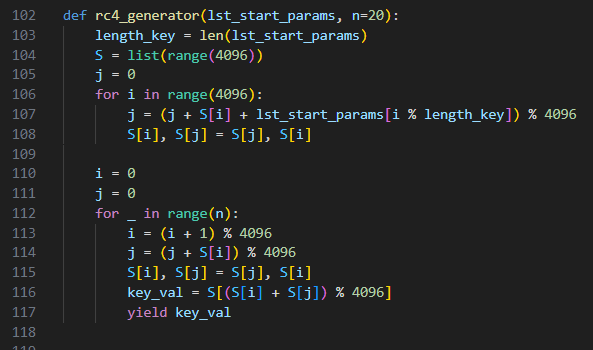 102 def rc4_generator(lst_start_params, n=20):
103     length_key = len(lst_start_params)
104     S = list(range(4096))
105     j = 0
106     for i in range(4096):
107         j = (j + S[i] + lst_start_params[i % length_key]) % 4096
108         S[i], S[j] = S[j], S[i]
109
110     i = 0
111     j = 0
112     for _ in range(n):
113         i = (i + 1) % 4096
114         j = (j + S[i]) % 4096
115         S[i], S[j] = S[j], S[i]
116         key_val = S[(S[i] + S[j]) % 4096]
117         yield key_val
118